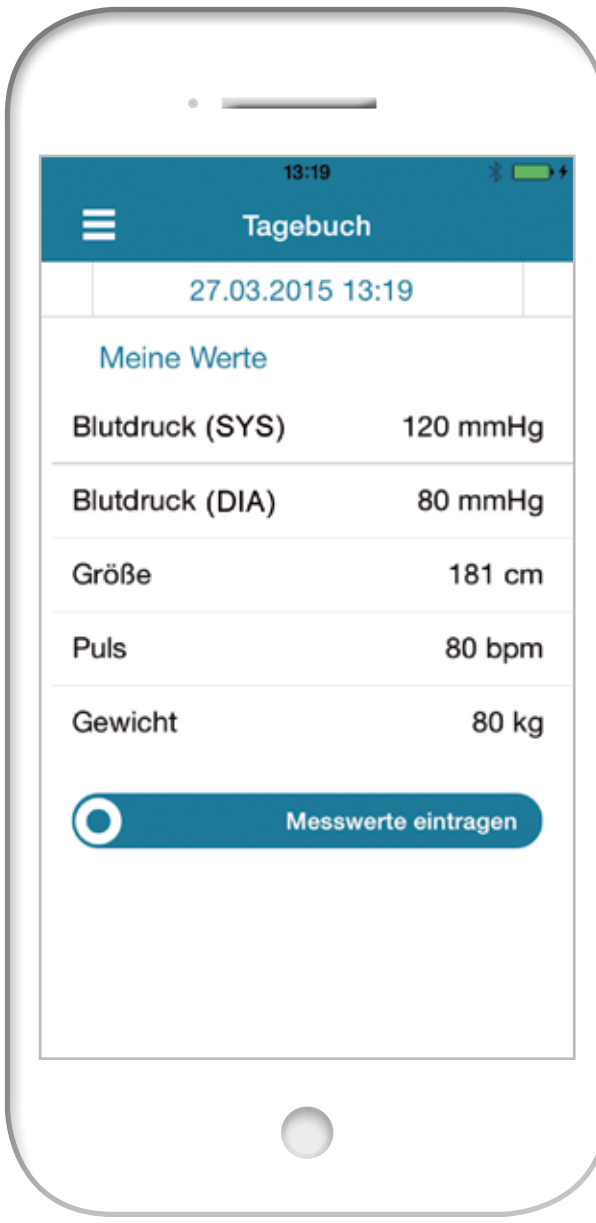 13:19
Tagebuch
27.03.2015 13:19
Meine Werte
Blutdruck (SYS) 120 mmHg
Blutdruck (DIA) 80 mmHg
Größe 181 cm
Puls 80 bpm
Gewicht 80 kg
Messwerte eintragen